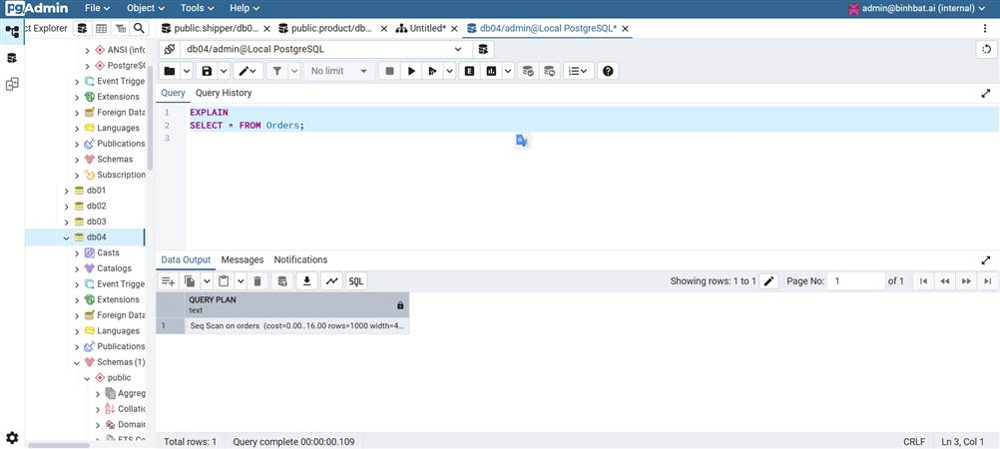 pgAdmin File Object Tools Help admin@binhbat.ai (internal)
ct Explorer public.shipper/db0... public.product/db... Untitled* db04/admin@Local PostgreSQL*
db04/admin@Local PostgreSQL
No limit
Query Query History
1 EXPLAIN
2 SELECT * FROM Orders;
3
ANSI (info
PostgreS
Event Trigge
Extensions
Foreign Data
Languages
Publications
Schemas
Subscription
db01
db02
db03
db04
Casts
Catalogs
Event Trigge
Extensions
Foreign Data
Languages
Publications
Schemas (1)
public
Aggreg
Collatic
Domai
FTS Co
Data Output Messages Notifications
SQL Showing rows: 1 to 1 Page No: 1 of 1
QUERY PLAN
text
1 Seq Scan on orders (cost=0.00..16.00 rows=1000 width=4...
Total rows: 1 Query complete 00:00:00.109 CRLF Ln 3, Col 1